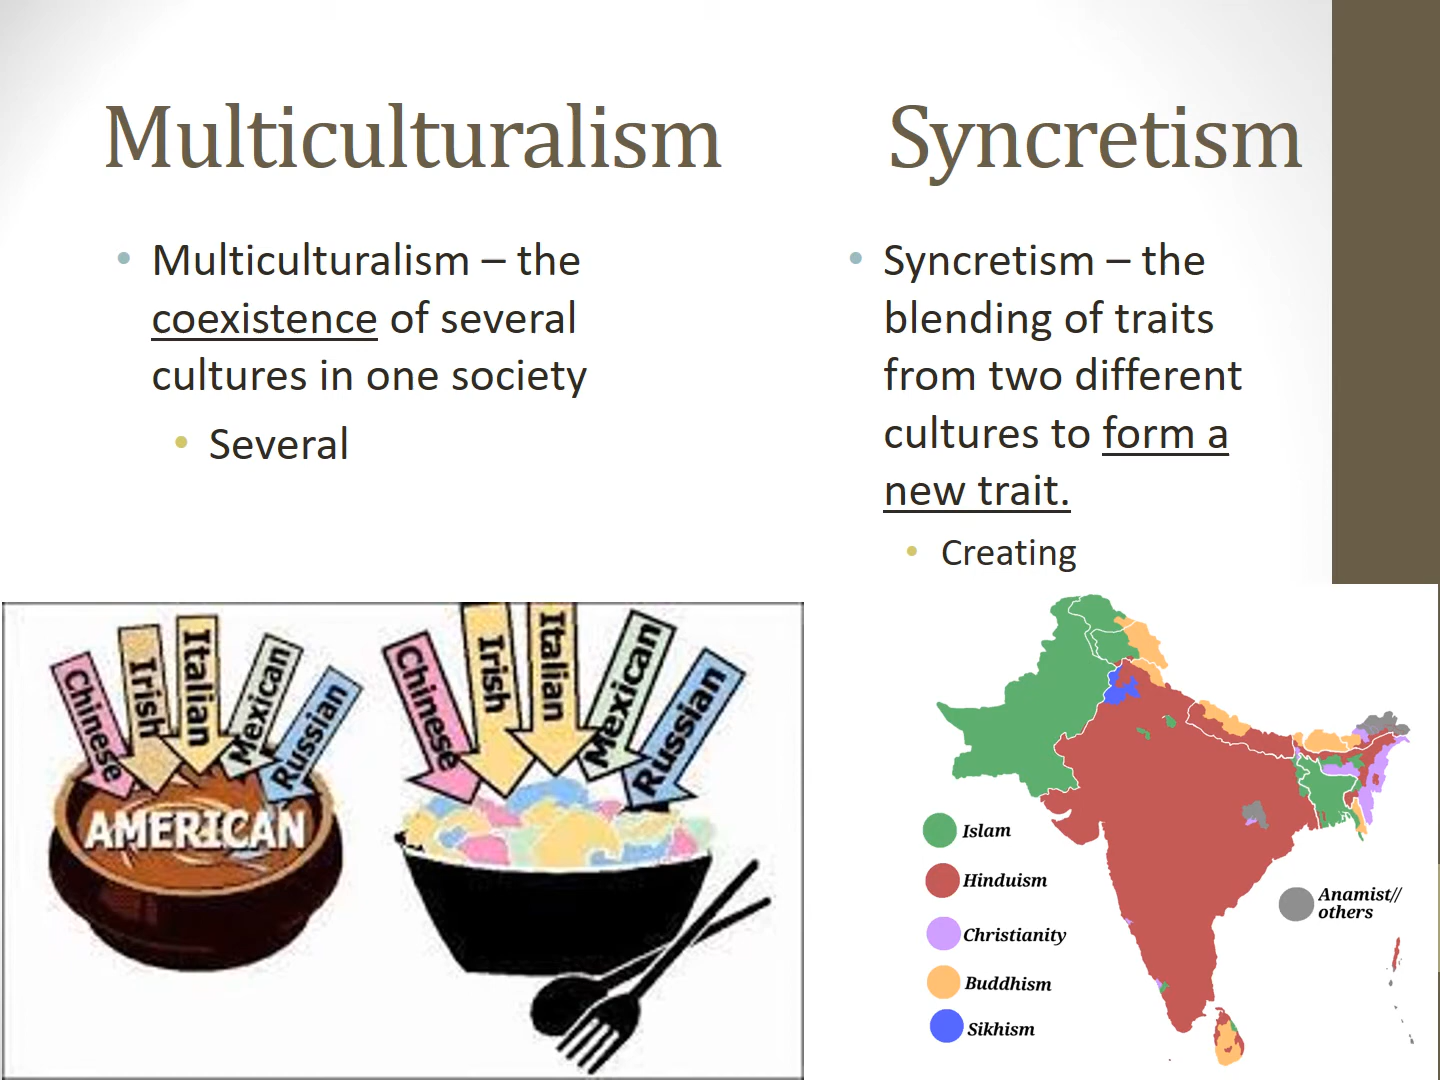 Multiculturalism
Multiculturalism – the
coexistence of several
cultures in one society
Several
Syncretism
Syncretism – the
blending of traits
from two different
cultures to form a
new trait.
Creating
Chinese
Irish
Italian
Mexican
Russian
AMERICAN
Chinese
Irish
Italian
Mexican
Russian
Islam
Hinduism
Christianity
Buddhism
Sikhism
Anamist//
others